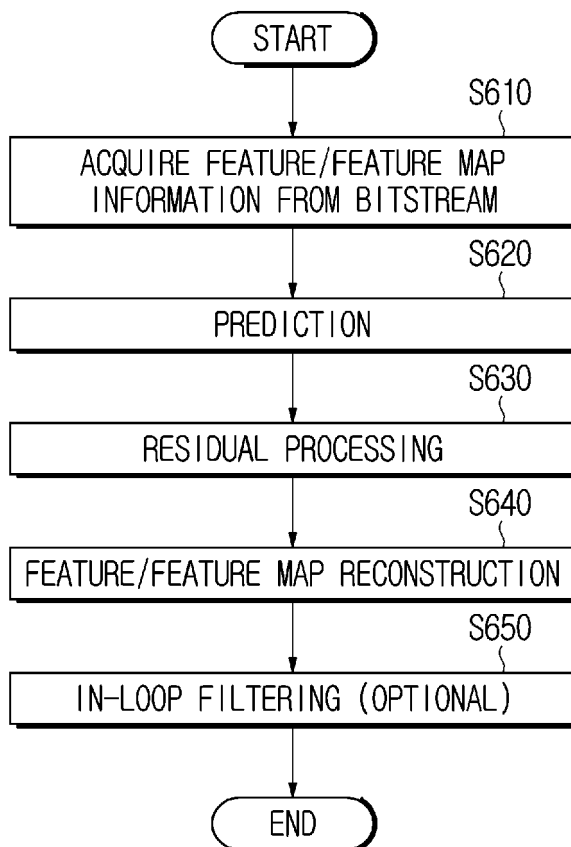 START
S610
ACQUIRE FEATURE/FEATURE MAP
INFORMATION FROM BITSTREAM
S620
PREDICTION
S630
RESIDUAL PROCESSING
S640
FEATURE/FEATURE MAP RECONSTRUCTION
S650
IN-LOOP FILTERING (OPTIONAL)
END